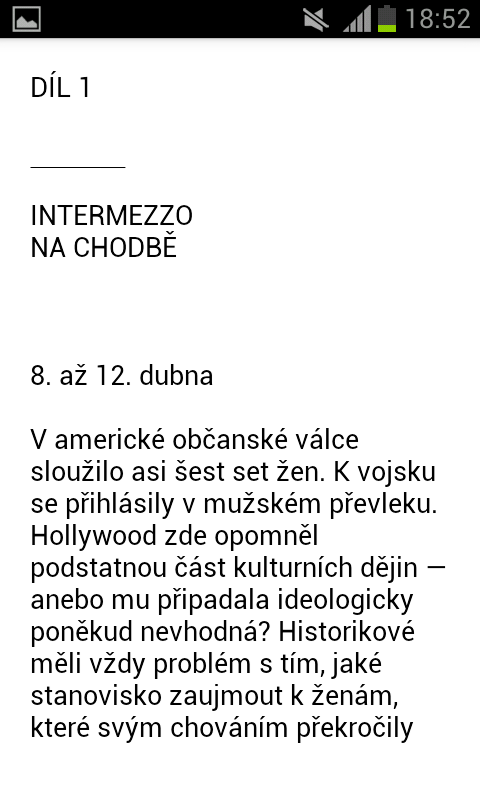 18:52
DÍL 1
_______
INTERMEZZO
NA CHODBĚ
8. až 12. dubna
V americké občanské válce
sloužilo asi šest set žen. K vojsku
se přihlásily v mužském převleku.
Hollywood zde opomněl
podstatnou část kulturních dějin —
anebo mu připadala ideologicky
poněkud nevhodná? Historikové
měli vždy problém s tím, jaké
stanovisko zaujmout k ženám,
které svým chováním překročily